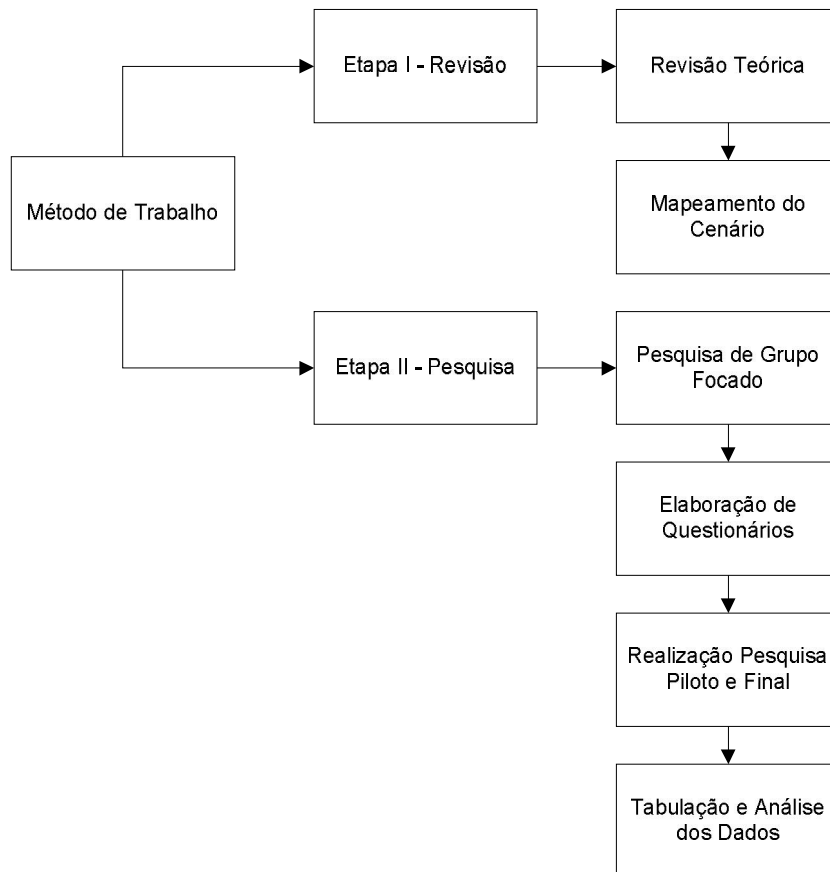 Etapa I - Revisão
Revisão Teórica
Método de Trabalho
Mapeamento do
Cenário
Etapa II - Pesquisa
Pesquisa de Grupo
Focado
Elaboração de
Questionários
Realização Pesquisa
Piloto e Final
Tabulação e Análise
dos Dados